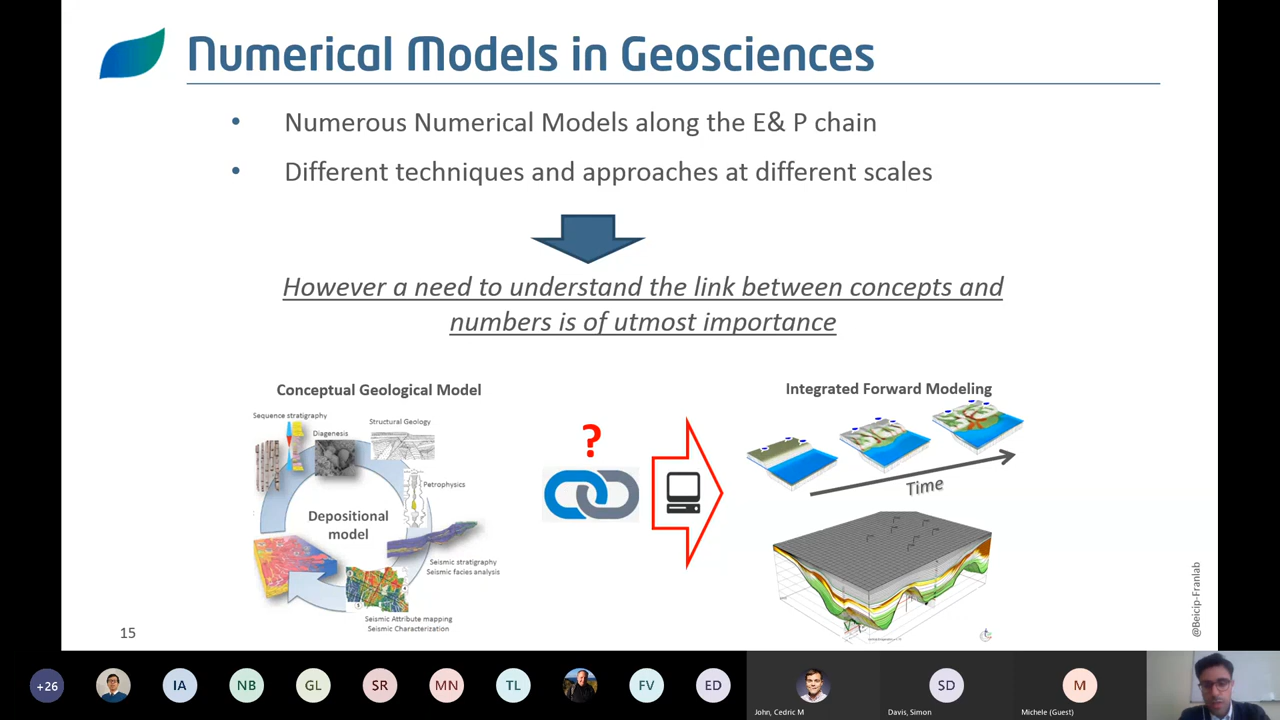 Numerical Models in Geosciences
• Numerous Numerical Models along the E& P chain
• Different techniques and approaches at different scales
However a need to understand the link between concepts and
numbers is of utmost importance
Conceptual Geological Model
Sequence stratigraphy
Diagenesis
Structural Geology
Petrophysics
Depositional
model
Seismic stratigraphy
Seismic facies analysis
Seismic Attribute mapping
Seismic Characterization
?
Integrated Forward Modeling
Time
@Beicip-Franlab
15
+26
IA
NB
GL
SR
MN
TL
FV
ED
John, Cedric M
SD
Davis, Simon
M
Michele (Guest)